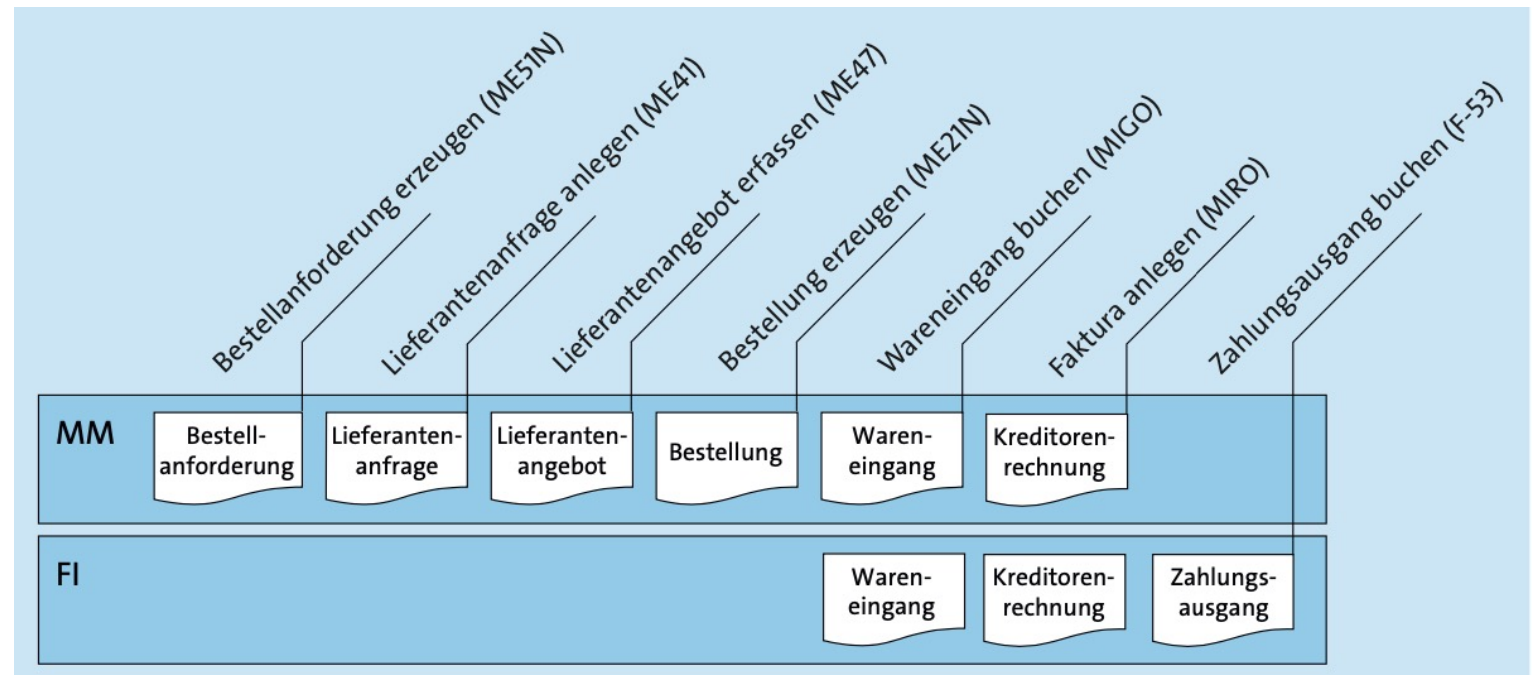 Bestellanforderung erzeugen (ME51N)
Lieferantenanfrage anlegen (ME41)
Lieferantenangebot erfassen (ME47)
Bestellung erzeugen (ME21N)
Wareneingang buchen (MIGO)
Faktura anlegen (MIRO)
Zahlungsausgang buchen (F-53)
MM
Bestell-
anforderung
Lieferanten-
anfrage
Lieferanten-
angebot
Bestellung
Waren-
eingang
Kreditoren-
rechnung
FI
Waren-
eingang
Kreditoren-
rechnung
Zahlungs-
ausgang